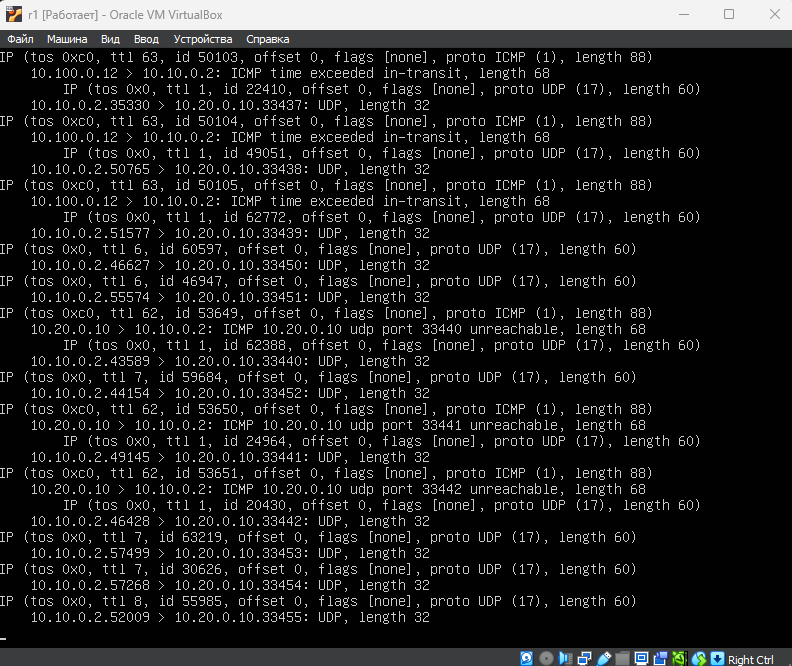 r1 [Работает] - Oracle VM VirtualBox
Файл Машина Вид Ввод Устройства Справка
IP (tos 0xc0, ttl 63, id 50103, offset 0, flags [none], proto ICMP (1), length 88)
    10.100.0.12 > 10.10.0.2: ICMP time exceeded in-transit, length 68
        IP (tos 0x0, ttl 1, id 22410, offset 0, flags [none], proto UDP (17), length 60)
    10.10.0.2.35330 > 10.20.0.10.33437: UDP, length 32
IP (tos 0xc0, ttl 63, id 50104, offset 0, flags [none], proto ICMP (1), length 88)
    10.100.0.12 > 10.10.0.2: ICMP time exceeded in-transit, length 68
        IP (tos 0x0, ttl 1, id 49051, offset 0, flags [none], proto UDP (17), length 60)
    10.10.0.2.50765 > 10.20.0.10.33438: UDP, length 32
IP (tos 0xc0, ttl 63, id 50105, offset 0, flags [none], proto ICMP (1), length 88)
    10.100.0.12 > 10.10.0.2: ICMP time exceeded in-transit, length 68
        IP (tos 0x0, ttl 1, id 62772, offset 0, flags [none], proto UDP (17), length 60)
    10.10.0.2.51577 > 10.20.0.10.33439: UDP, length 32
IP (tos 0x0, ttl 6, id 60597, offset 0, flags [none], proto UDP (17), length 60)
    10.10.0.2.46627 > 10.20.0.10.33450: UDP, length 32
IP (tos 0x0, ttl 6, id 46947, offset 0, flags [none], proto UDP (17), length 60)
    10.10.0.2.55574 > 10.20.0.10.33451: UDP, length 32
IP (tos 0xc0, ttl 62, id 53649, offset 0, flags [none], proto ICMP (1), length 88)
    10.20.0.10 > 10.10.0.2: ICMP 10.20.0.10 udp port 33440 unreachable, length 68
        IP (tos 0x0, ttl 1, id 62388, offset 0, flags [none], proto UDP (17), length 60)
    10.10.0.2.43589 > 10.20.0.10.33440: UDP, length 32
IP (tos 0x0, ttl 7, id 59684, offset 0, flags [none], proto UDP (17), length 60)
    10.10.0.2.44154 > 10.20.0.10.33452: UDP, length 32
IP (tos 0xc0, ttl 62, id 53650, offset 0, flags [none], proto ICMP (1), length 88)
    10.20.0.10 > 10.10.0.2: ICMP 10.20.0.10 udp port 33441 unreachable, length 68
        IP (tos 0x0, ttl 1, id 24964, offset 0, flags [none], proto UDP (17), length 60)
    10.10.0.2.49145 > 10.20.0.10.33441: UDP, length 32
IP (tos 0xc0, ttl 62, id 53651, offset 0, flags [none], proto ICMP (1), length 88)
    10.20.0.10 > 10.10.0.2: ICMP 10.20.0.10 udp port 33442 unreachable, length 68
        IP (tos 0x0, ttl 1, id 20430, offset 0, flags [none], proto UDP (17), length 60)
    10.10.0.2.46428 > 10.20.0.10.33442: UDP, length 32
IP (tos 0x0, ttl 7, id 63219, offset 0, flags [none], proto UDP (17), length 60)
    10.10.0.2.57499 > 10.20.0.10.33453: UDP, length 32
IP (tos 0x0, ttl 7, id 30626, offset 0, flags [none], proto UDP (17), length 60)
    10.10.0.2.57268 > 10.20.0.10.33454: UDP, length 32
IP (tos 0x0, ttl 8, id 55985, offset 0, flags [none], proto UDP (17), length 60)
    10.10.0.2.52009 > 10.20.0.10.33455: UDP, length 32
Right Ctrl